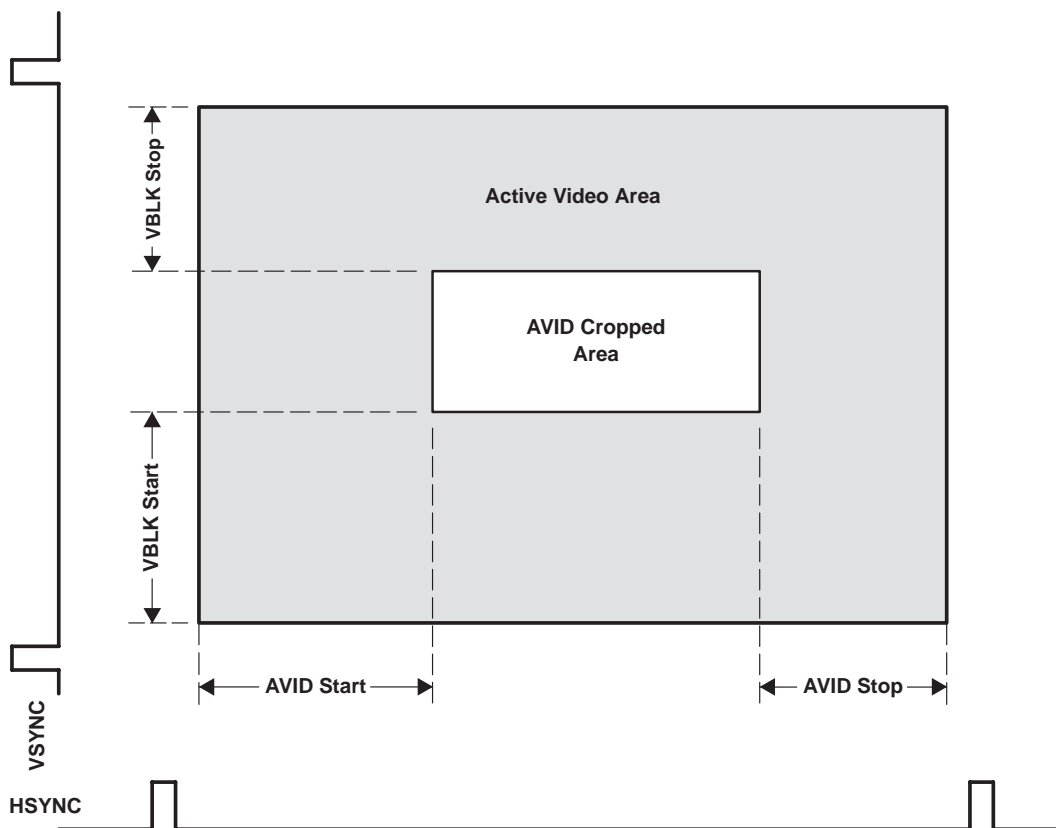 VBLK Stop
Active Video Area
AVID Cropped
Area
VBLK Start
AVID Start
AVID Stop
VSYNC
HSYNC